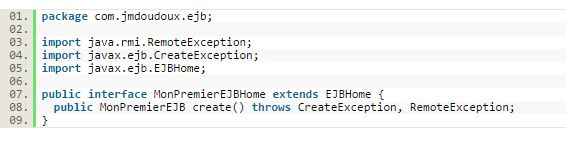 01. package com.jmdoudoux.ejb;
02.
03. import java.rmi.RemoteException;
04. import javax.ejb.CreateException;
05. import javax.ejb.EJBHome;
06.
07. public interface MonPremierEJBHome extends EJBHome {
08.   public MonPremierEJB create() throws CreateException, RemoteException;
09. }